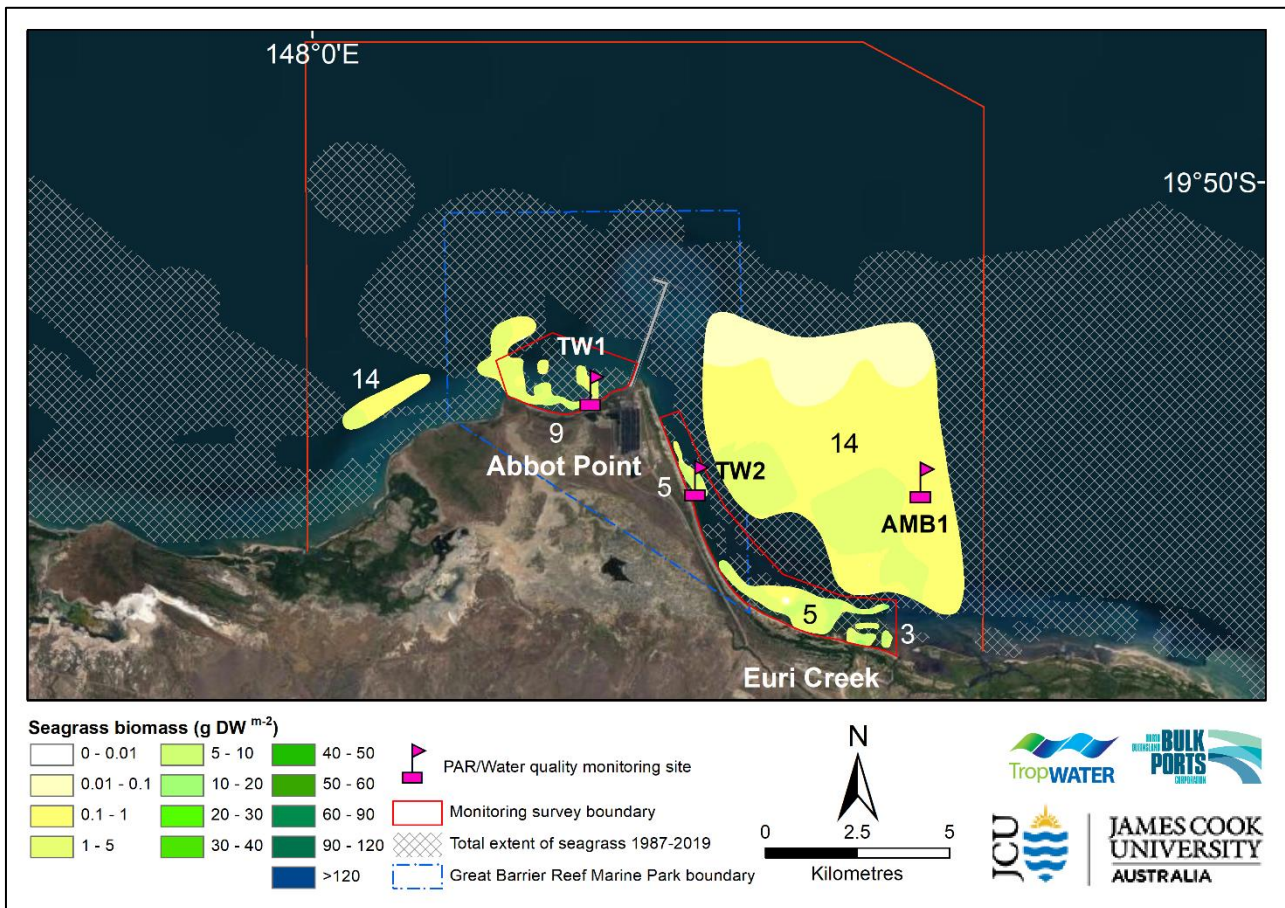 148°0'E
19°50'S
TW1
14
9
Abbot Point
5
TW2
14
AMB1
5
3
Euri Creek
Seagrass biomass (g DW m-2)
0 - 0.01
0.01 - 0.1
0.1 - 1
1 - 5
5 - 10
10 - 20
20 - 30
30 - 40
40 - 50
50 - 60
60 - 90
90 - 120
>120
PAR/Water quality monitoring site
Monitoring survey boundary
Total extent of seagrass 1987-2019
Great Barrier Reef Marine Park boundary
N
0 2.5 5
Kilometres
TropWATER
NORTH QUEENSLAND
BULK
PORTS
CORPORATION
JCU
JAMES COOK
UNIVERSITY
AUSTRALIA